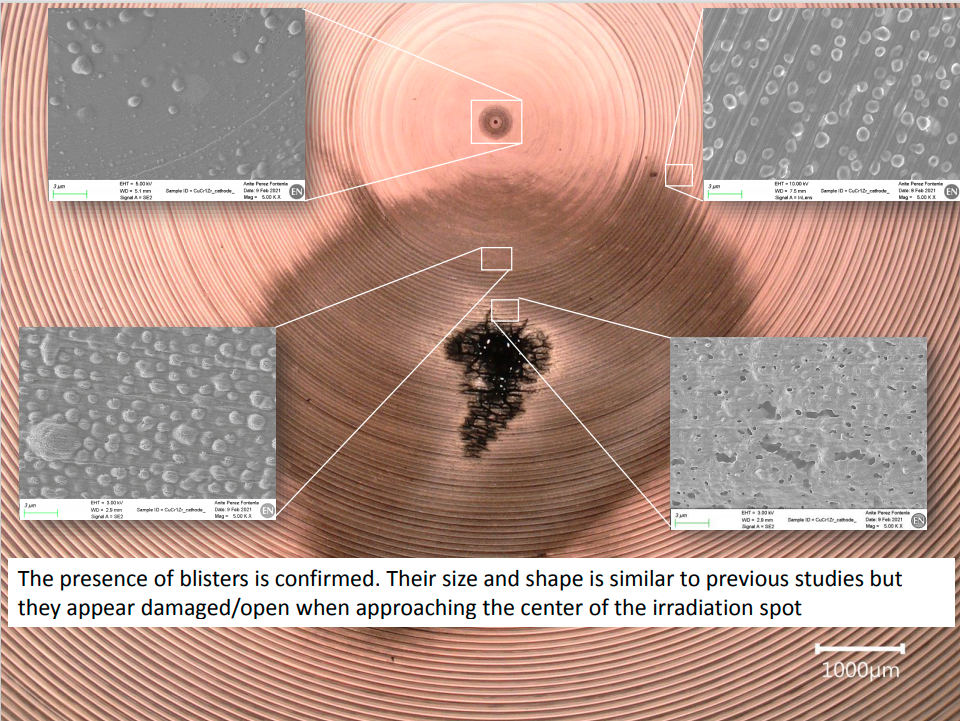 3 µm
EHT = 5.00 kV
WD = 5.1 mm
Signal A = SE2
Sample ID = CuCr1Zr_cathode_
Anite Perez Fontenla
Date: 9 Feb 2021
Mag = 5.00 K X
EN
3 µm
EHT = 10.00 kV
WD = 7.5 mm
Signal A = InLens
Sample ID = CuCr1Zr_cathode_
Anite Perez Fontenla
Date: 9 Feb 2021
Mag = 5.00 K X
EN
3 µm
EHT = 3.00 kV
WD = 2.9 mm
Signal A = SE2
Sample ID = CuCr1Zr_cathode_
Anite Perez Fontenla
Date: 9 Feb 2021
Mag = 5.00 K X
EN
3 µm
EHT = 3.00 kV
WD = 2.9 mm
Signal A = SE2
Sample ID = CuCr1Zr_cathode_
Anite Perez Fontenla
Date: 9 Feb 2021
Mag = 5.00 K X
EN
The presence of blisters is confirmed. Their size and shape is similar to previous studies but
they appear damaged/open when approaching the center of the irradiation spot
1000µm